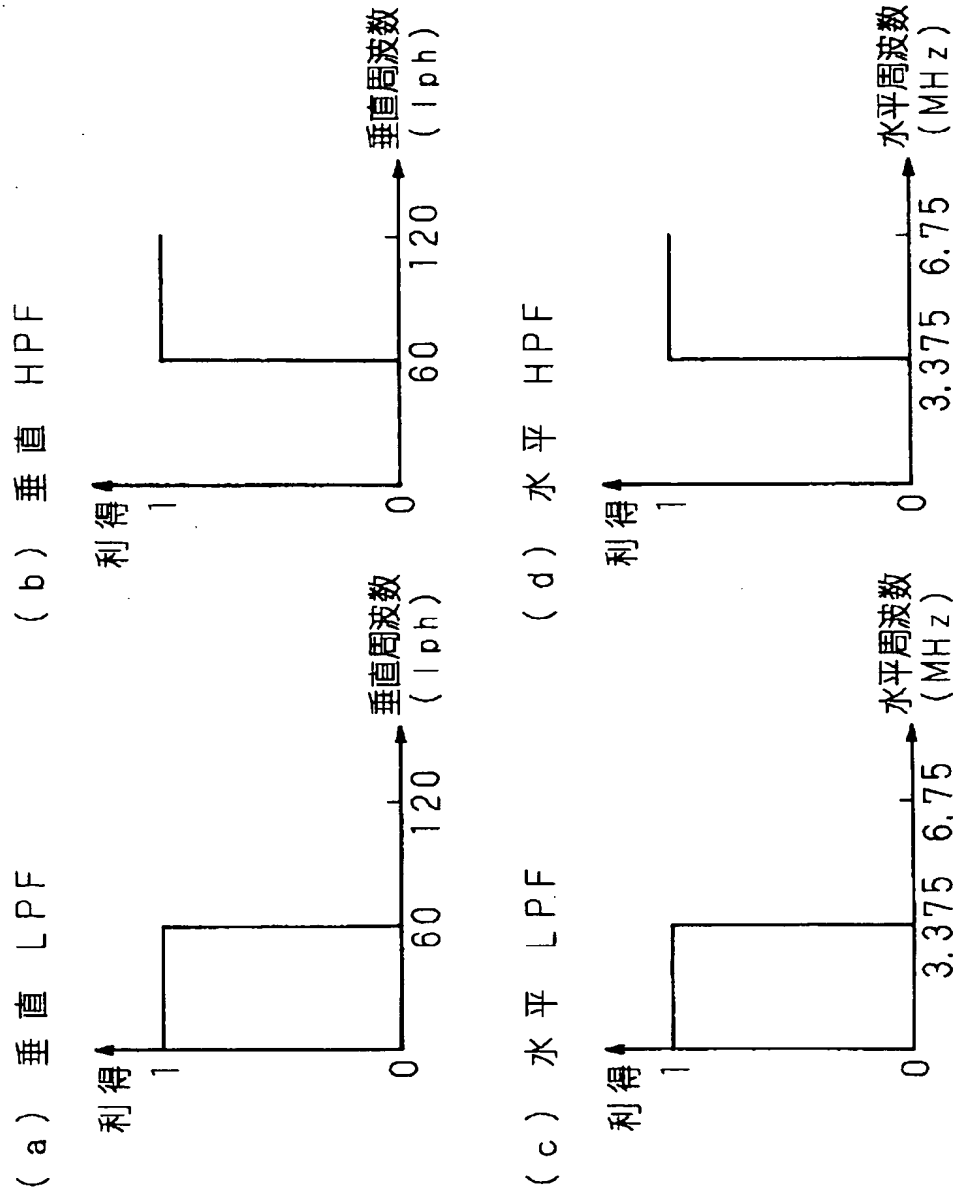 (a) 垂直 LPF
利得
1
0
60 120
垂直周波数
(lph)
(b) 垂直 HPF
利得
1
0
60 120
垂直周波数
(lph)
(c) 水平 LPF
利得
1
0
3.375 6.75
水平周波数
(MHz)
(d) 水平 HPF
利得
1
0
3.375 6.75
水平周波数
(MHz)